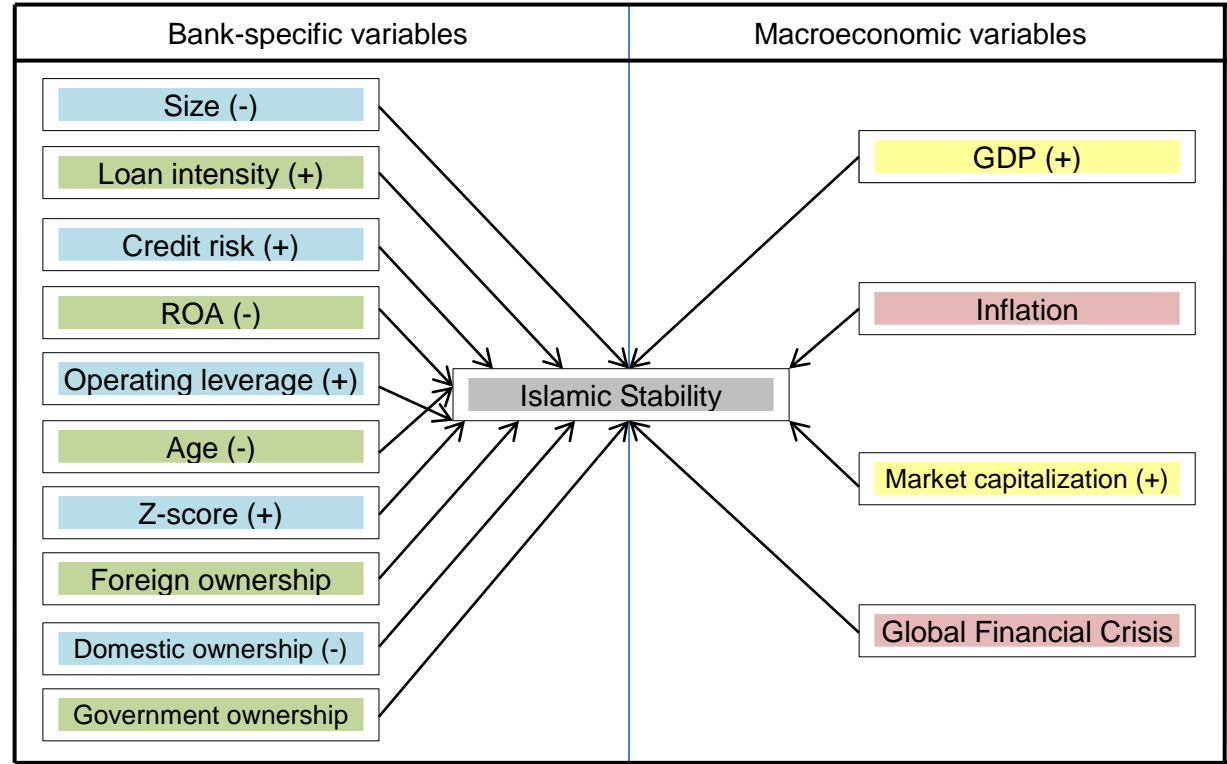 Bank-specific variables
Macroeconomic variables
Size (-)
Loan intensity (+)
Credit risk (+)
ROA (-)
Operating leverage (+)
Age (-)
Z-score (+)
Foreign ownership
Domestic ownership (-)
Government ownership
Islamic Stability
GDP (+)
Inflation
Market capitalization (+)
Global Financial Crisis